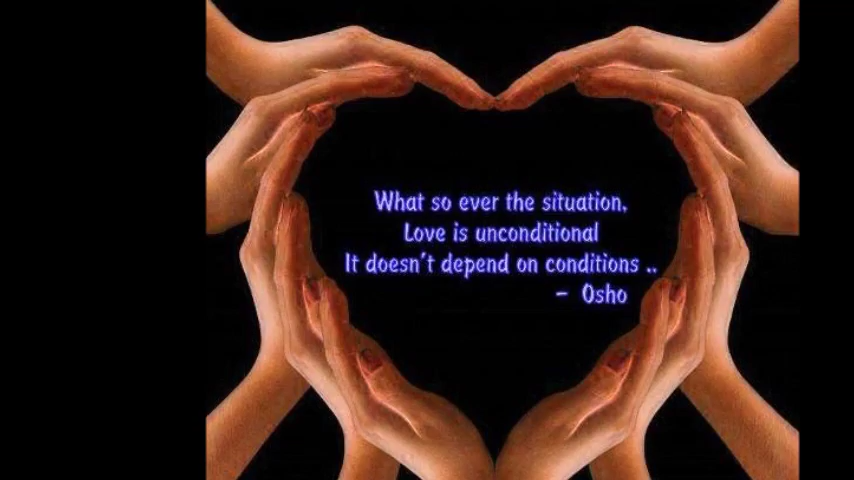 What so ever the situation,
Love is unconditional
It doesn't depend on conditions ..
- Osho